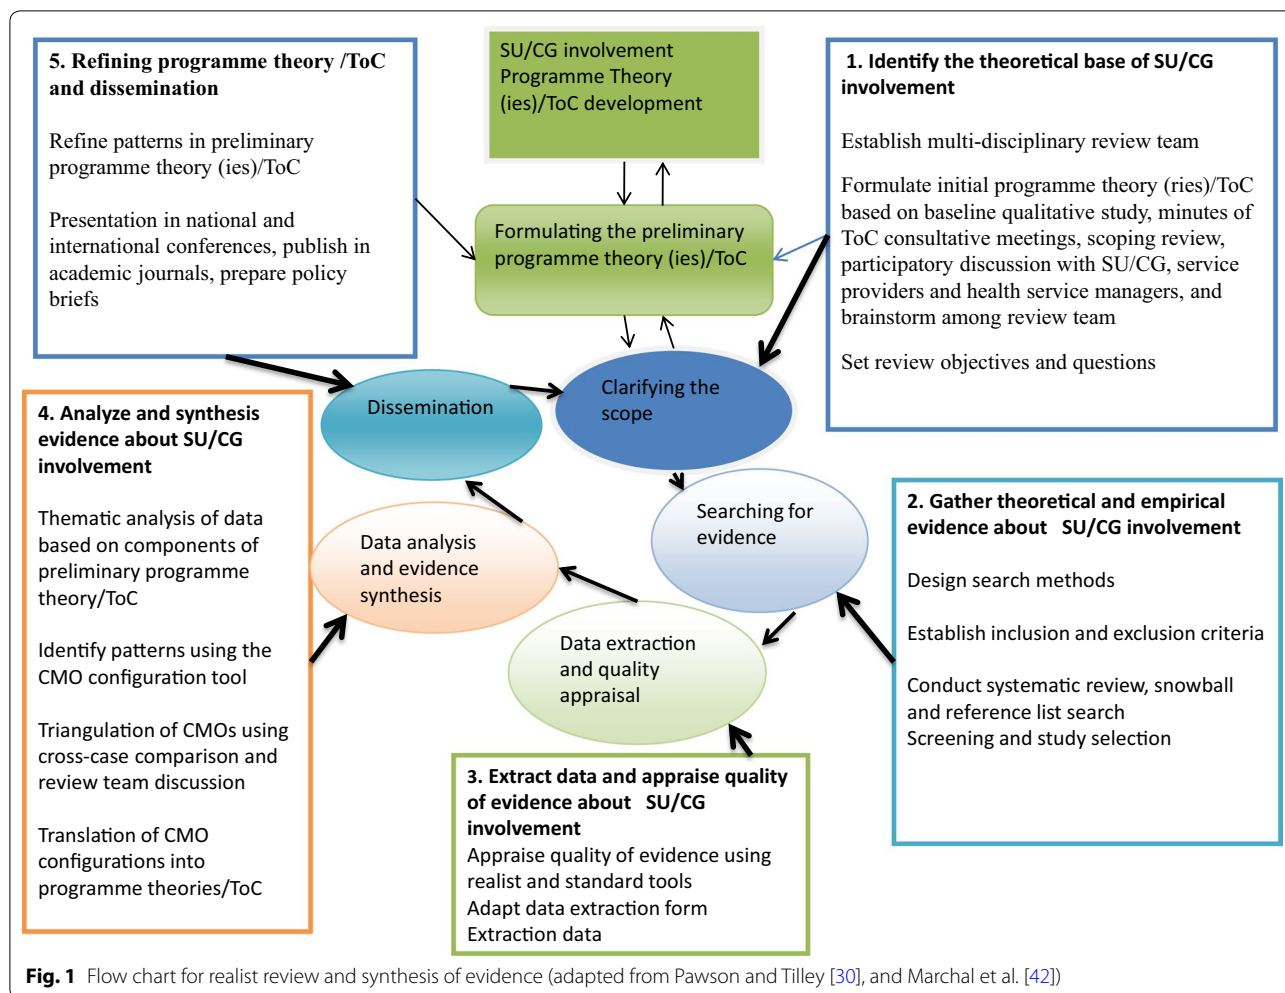 5. Refining programme theory /ToC
and dissemination
Refine patterns in preliminary
programme theory (ies)/ToC
Presentation in national and
international conferences, publish in
academic journals, prepare policy
briefs
SU/CG involvement
Programme Theory
(ies)/ToC development
Formulating the preliminary
programme theory (ies)/ToC
1. Identify the theoretical base of SU/CG
involvement
Establish multi-disciplinary review team
Formulate initial programme theory (ries)/ToC
based on baseline qualitative study, minutes of
ToC consultative meetings, scoping review,
participatory discussion with SU/CG, service
providers and health service managers, and
brainstorm among review team
Set review objectives and questions
Dissemination
Clarifying the
scope
Searching for
evidence
Data extraction
and quality
appraisal
Data analysis
and evidence
synthesis
4. Analyze and synthesis
evidence about SU/CG
involvement
Thematic analysis of data
based on components of
preliminary programme
theory/ToC
Identify patterns using the
CMO configuration tool
Triangulation of CMOs using
cross-case comparison and
review team discussion
Translation of CMO
configurations into
programme theories/ToC
2. Gather theoretical and empirical
evidence about SU/CG involvement
Design search methods
Establish inclusion and exclusion criteria
Conduct systematic review, snowball
and reference list search
Screening and study selection
3. Extract data and appraise quality
of evidence about SU/CG
involvement
Appraise quality of evidence using
realist and standard tools
Adapt data extraction form
Extraction data
Fig. 1 Flow chart for realist review and synthesis of evidence (adapted from Pawson and Tilley [30], and Marchal et al. [42])